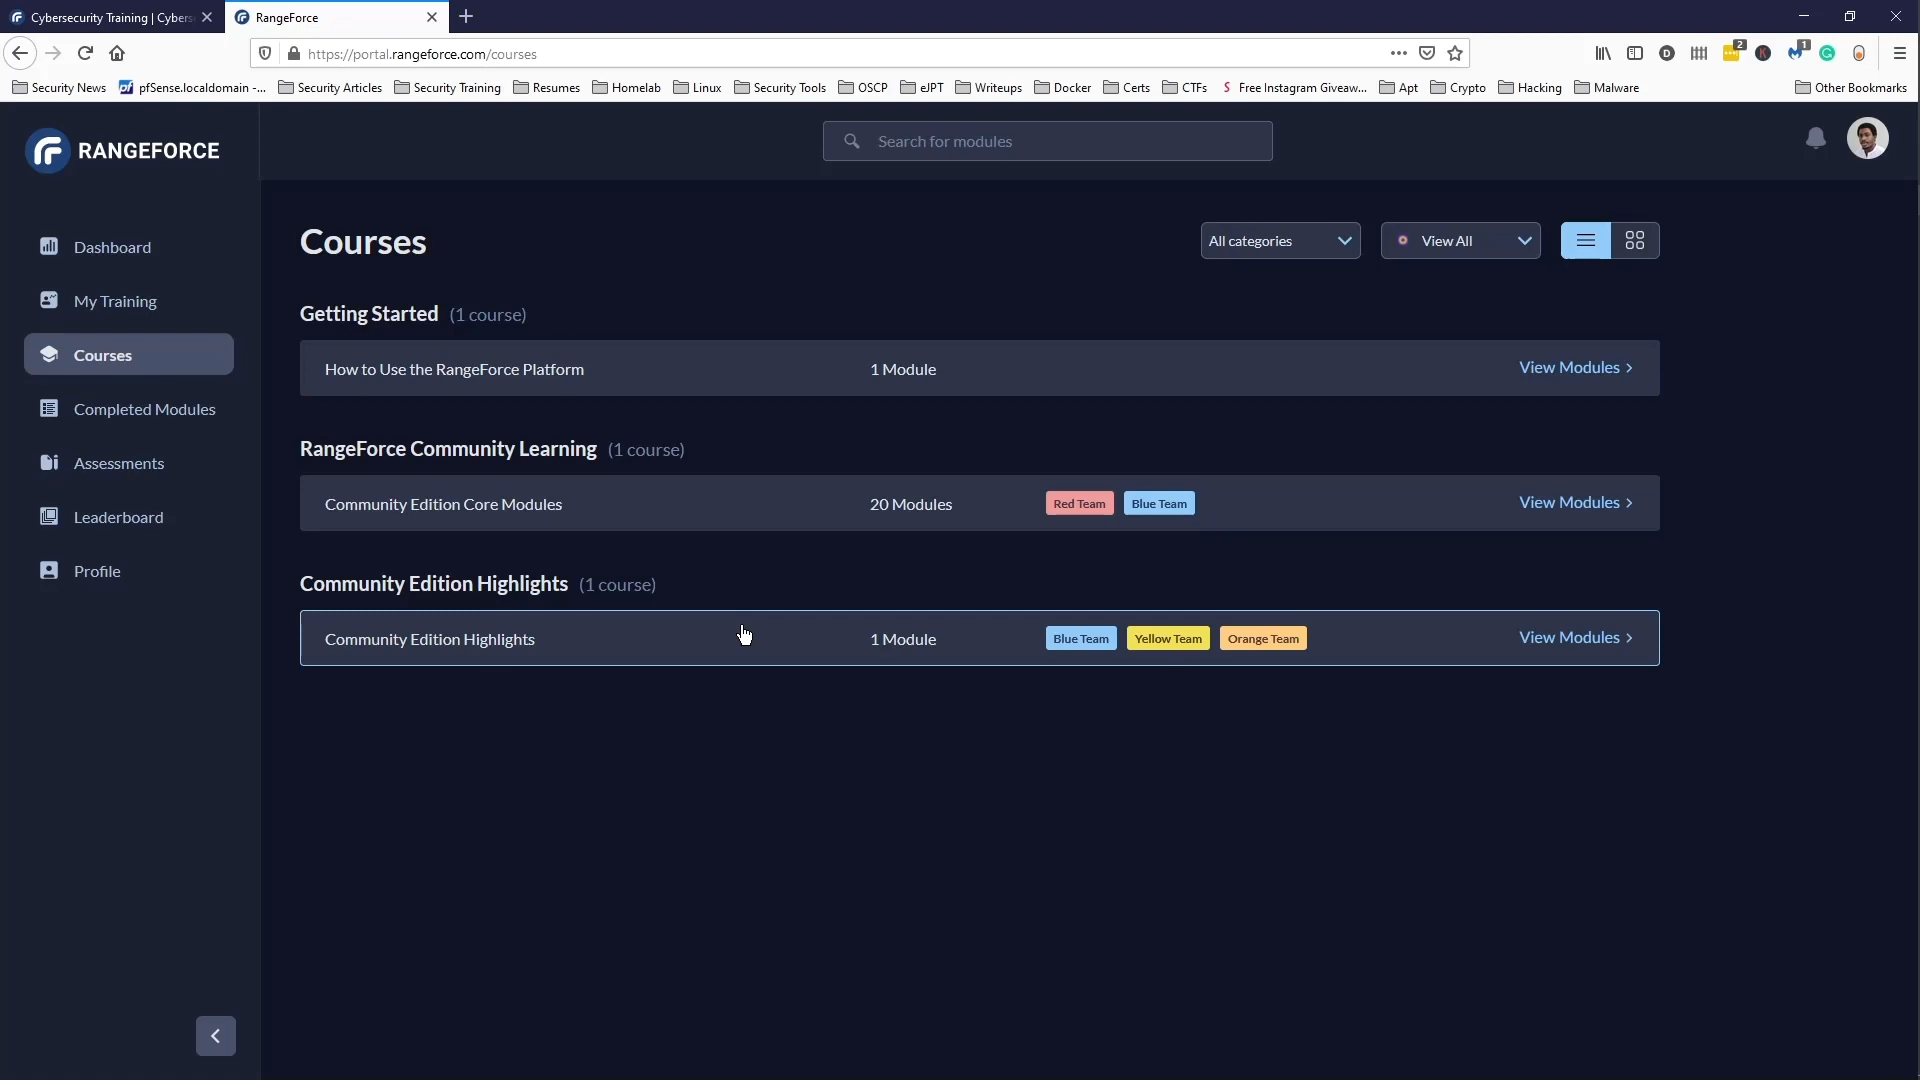 Cybersecurity Training | Cybers
RangeForce
https://portal.rangeforce.com/courses
2
1
Security News
pfSense.localdomain -...
Security Articles
Security Training
Resumes
Homelab
Linux
Security Tools
OSCP
eJPT
Writeups
Docker
Certs
CTFs
Free Instagram Giveaw...
Apt
Crypto
Hacking
Malware
Other Bookmarks
RANGEFORCE
Search for modules
Dashboard
My Training
Courses
Completed Modules
Assessments
Leaderboard
Profile
Courses
All categories
View All
Getting Started (1 course)
How to Use the RangeForce Platform 1 Module View Modules >
RangeForce Community Learning (1 course)
Community Edition Core Modules 20 Modules Red Team Blue Team View Modules >
Community Edition Highlights (1 course)
Community Edition Highlights 1 Module Blue Team Yellow Team Orange Team View Modules >